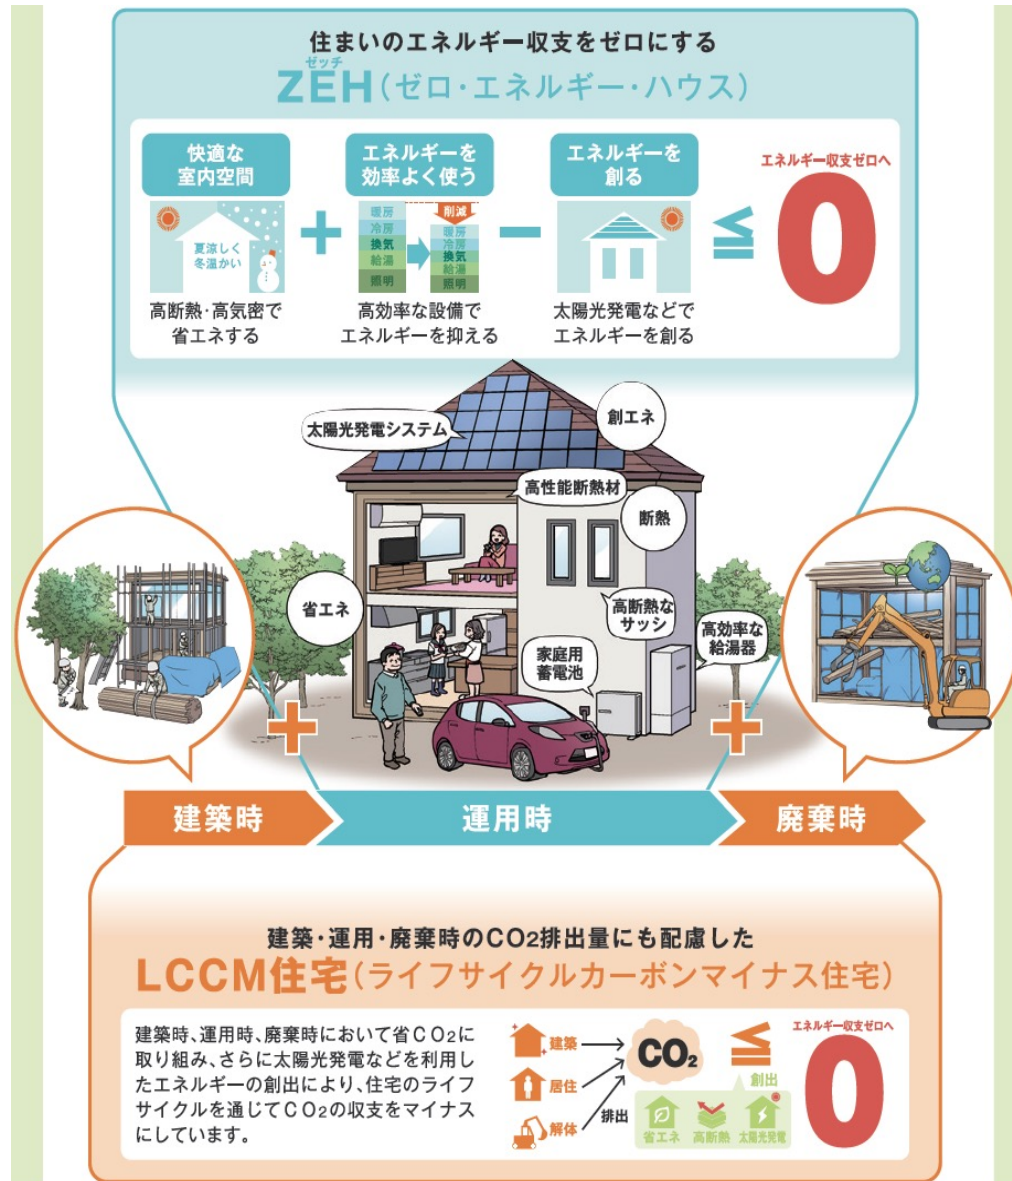 住まいのエネルギー収支をゼロにする
ゼッチ
ZEH(ゼロ・エネルギー・ハウス)
快適な
室内空間
夏涼しく
冬温かい
高断熱・高気密で
省エネする
+
エネルギーを
効率よく使う
暖房
冷房
換気
給湯
照明
削減
暖房
冷房
換気
給湯
照明
高効率な設備で
エネルギーを抑える
−
エネルギーを
創る
太陽光発電などで
エネルギーを創る
≦
エネルギー収支ゼロへ
0
太陽光発電システム
創エネ
高性能断熱材
断熱
省エネ
高断熱な
サッシ
高効率な
給湯器
家庭用
蓄電池
+
+
建築時
運用時
廃棄時
建築・運用・廃棄時のCO2排出量にも配慮した
LCCM住宅(ライフサイクルカーボンマイナス住宅)
建築時、運用時、廃棄時において省CO2に
取り組み、さらに太陽光発電などを利用し
たエネルギーの創出により、住宅のライフ
サイクルを通じてCO2の収支をマイナス
にしています。
建築
居住
解体
排出
CO2
≦
創出
省エネ
高断熱
太陽光発電
エネルギー収支ゼロへ
0